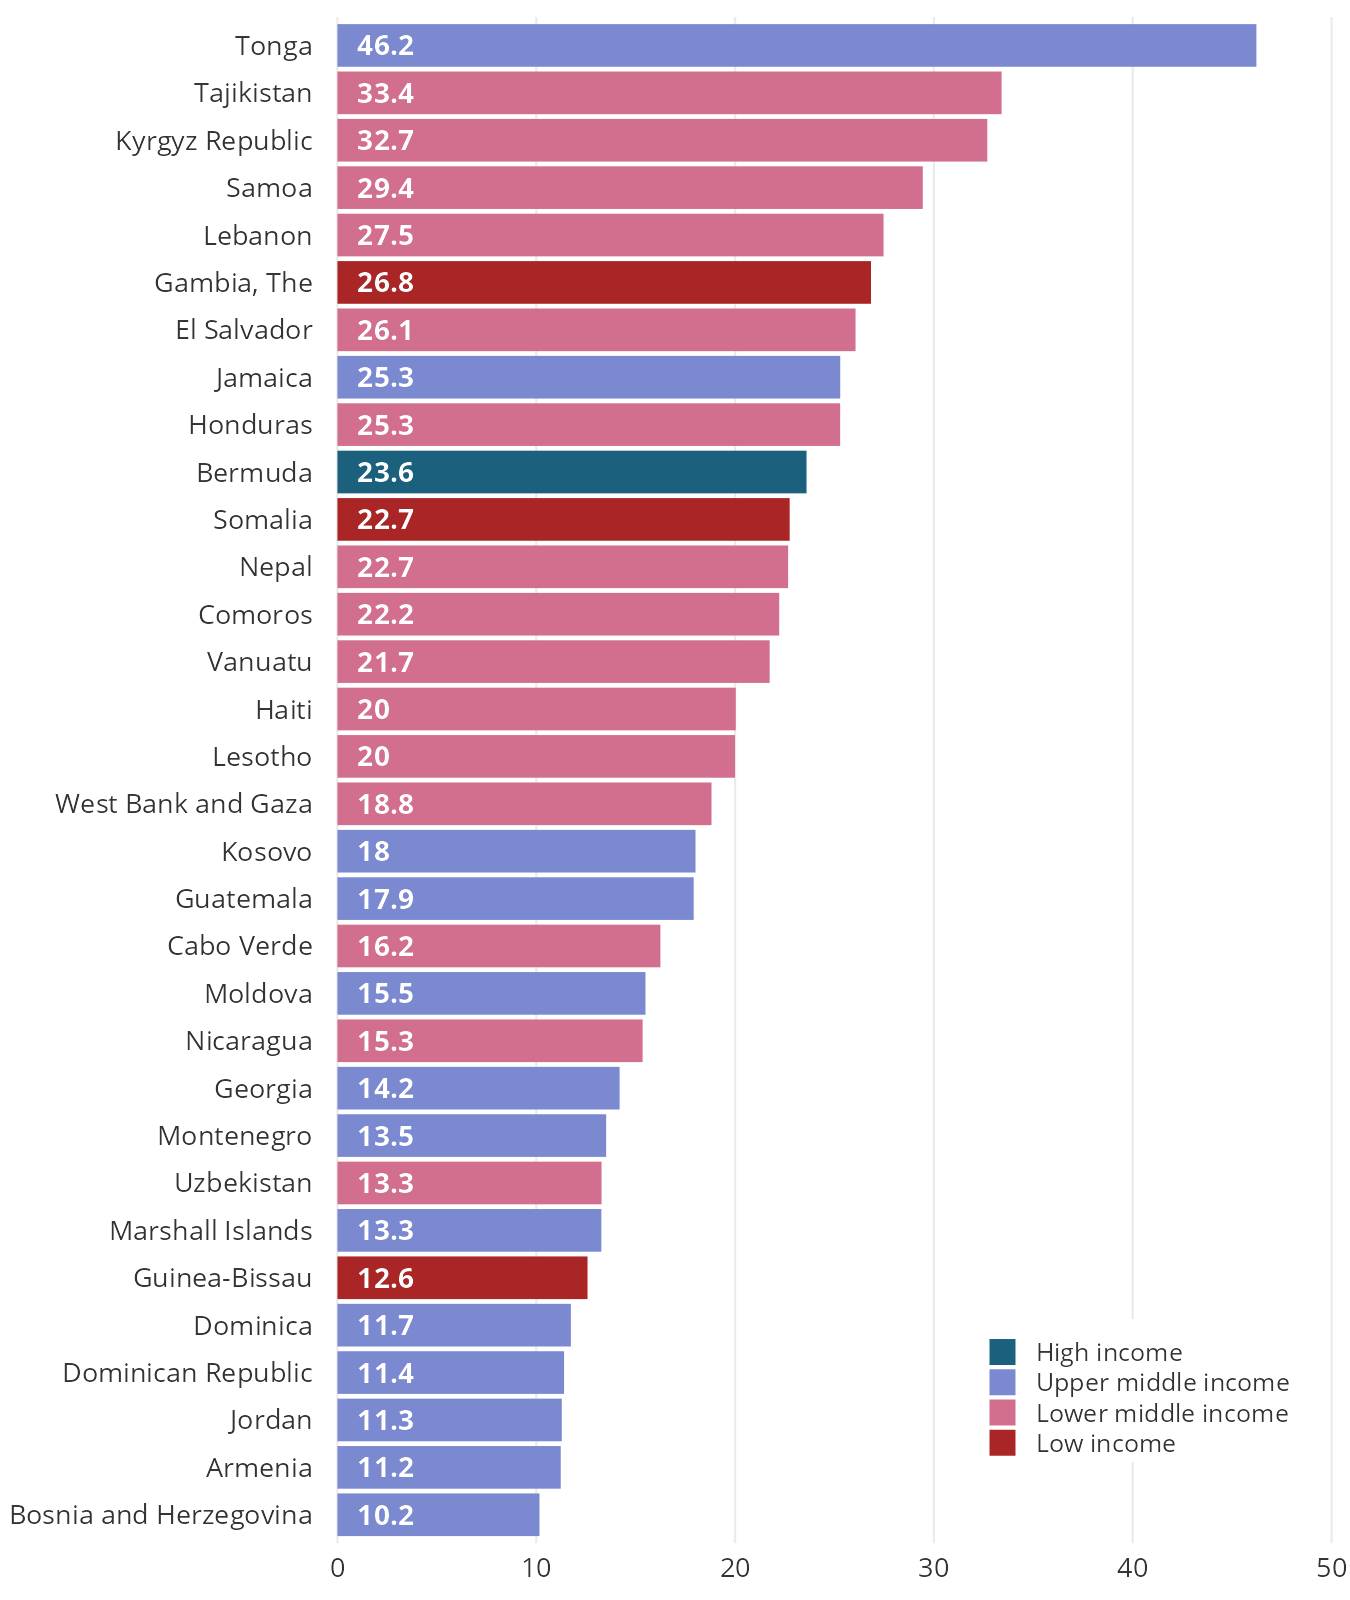 Tonga 46.2
Tajikistan 33.4
Kyrgyz Republic 32.7
Samoa 29.4
Lebanon 27.5
Gambia, The 26.8
El Salvador 26.1
Jamaica 25.3
Honduras 25.3
Bermuda 23.6
Somalia 22.7
Nepal 22.7
Comoros 22.2
Vanuatu 21.7
Haiti 20
Lesotho 20
West Bank and Gaza 18.8
Kosovo 18
Guatemala 17.9
Cabo Verde 16.2
Moldova 15.5
Nicaragua 15.3
Georgia 14.2
Montenegro 13.5
Uzbekistan 13.3
Marshall Islands 13.3
Guinea-Bissau 12.6
Dominica 11.7
Dominican Republic 11.4
Jordan 11.3
Armenia 11.2
Bosnia and Herzegovina 10.2
High income
Upper middle income
Lower middle income
Low income
0 10 20 30 40 50